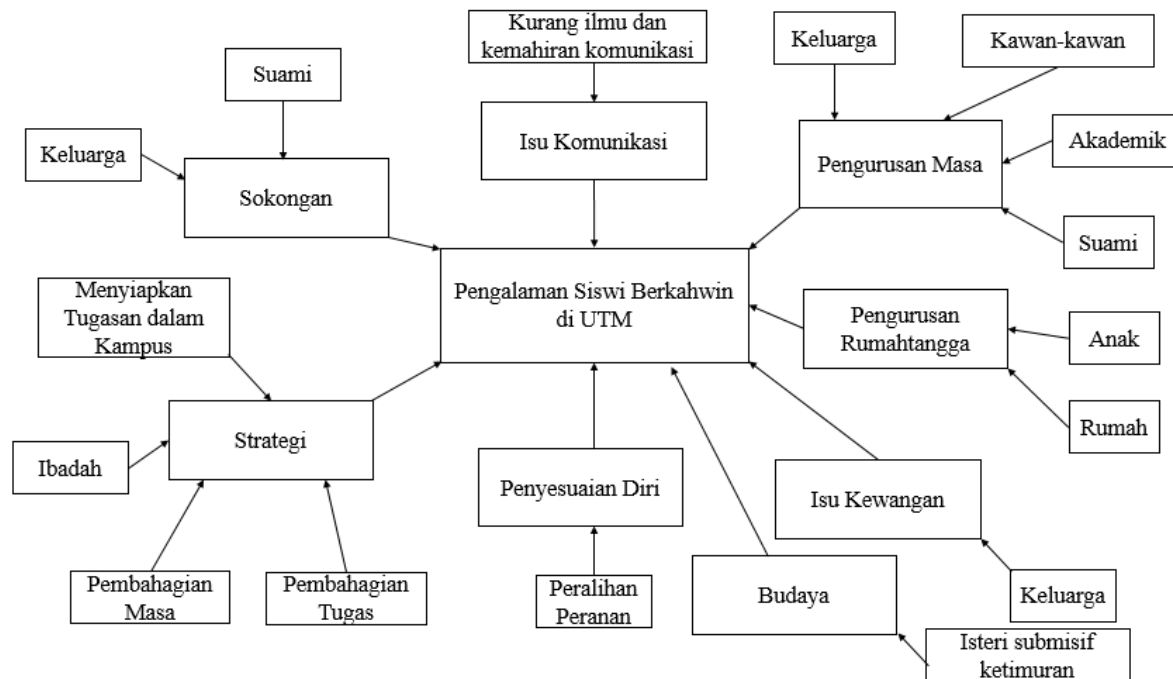 Kurang ilmu dan
kemahiran komunikasi
Keluarga
Kawan-kawan
Suami
Isu Komunikasi
Pengurusan Masa
Akademik
Keluarga
Sokongan
Suami
Pengalaman Siswi Berkahwin
di UTM
Menyiapkan
Tugasan dalam
Kampus
Pengurusan
Rumahtangga
Anak
Rumah
Strategi
Ibadah
Penyesuaian Diri
Isu Kewangan
Pembahagian
Masa
Pembahagian
Tugas
Peralihan
Peranan
Budaya
Keluarga
Isteri submisif
ketimuran